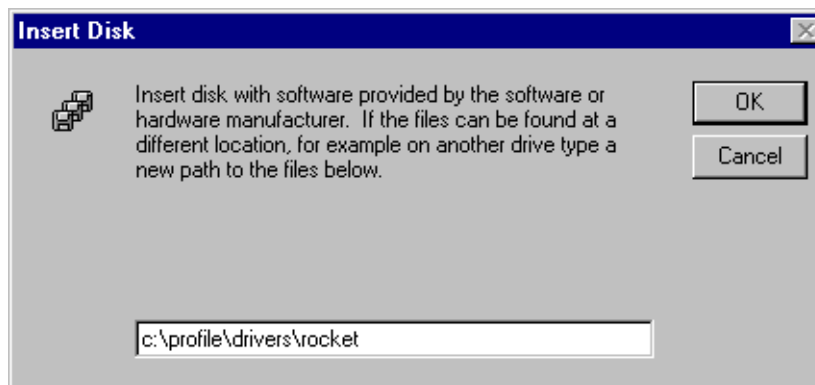 Insert Disk
Insert disk with software provided by the software or
hardware manufacturer.  If the files can be found at a
different location, for example on another drive type a
new path to the files below.
OK
Cancel
c:\profile\drivers\rocket